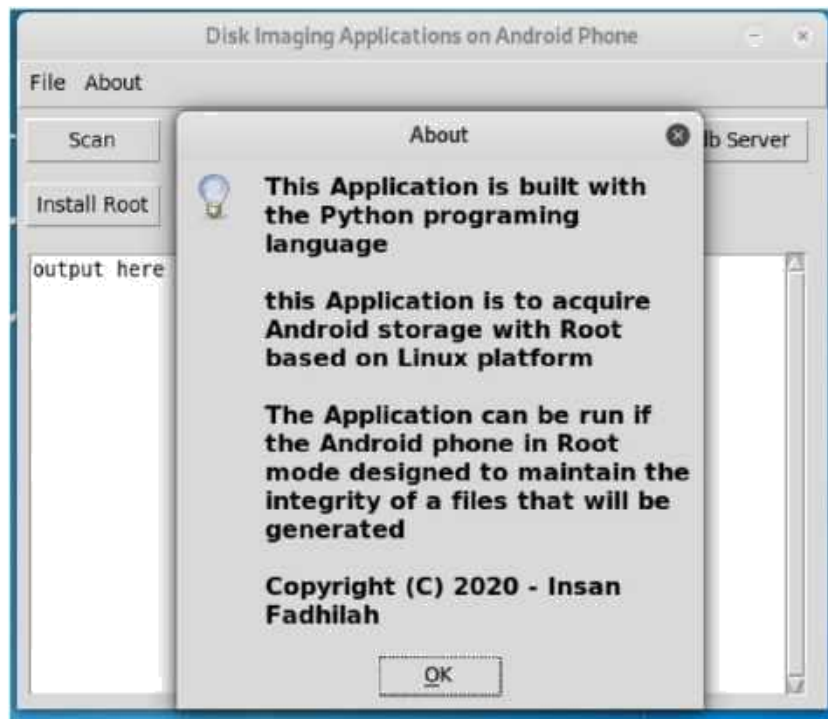 Disk Imaging Applications on Android Phone
File About
Scan
About
Server
Install Root
output here
This Application is built with
the Python programing
language
this Application is to acquire
Android storage with Root
based on Linux platform
The Application can be run if
the Android phone in Root
mode designed to maintain the
integrity of a files that will be
generated
Copyright (C) 2020 - Insan
Fadhilah
OK